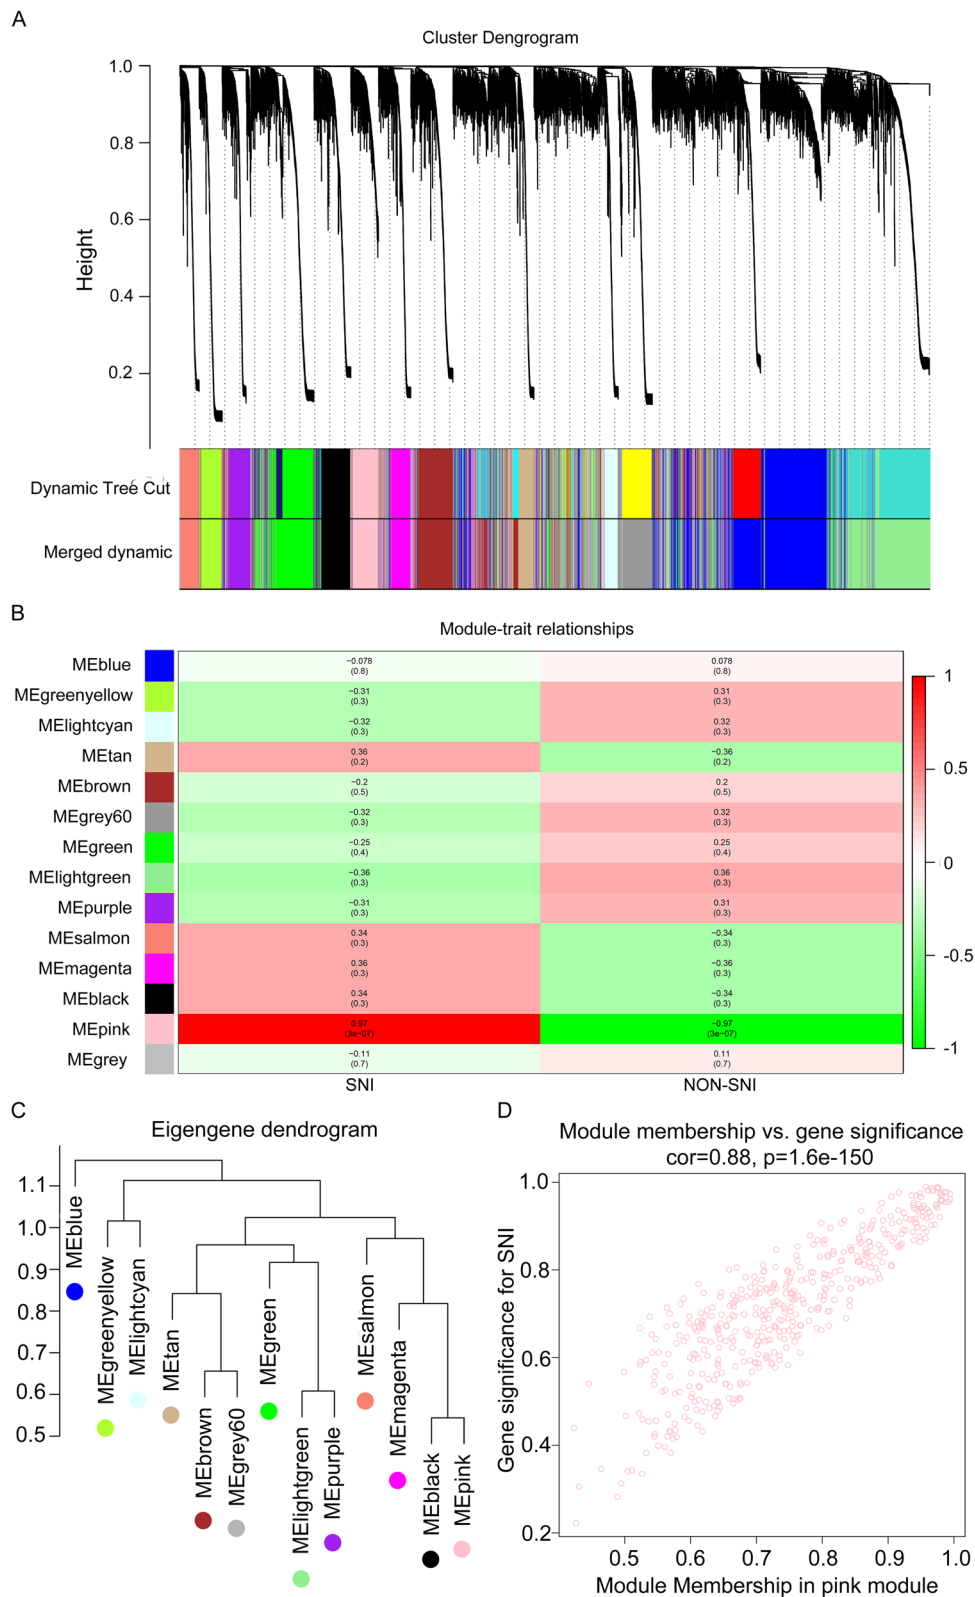 A
Cluster Dengrogram
Height
1.0
0.8
0.6
0.4
0.2
Dynamic Tree Cut
Merged dynamic
B
Module-trait relationships
MEblue
−0.078
(0.8)
0.078
(0.8)
MEgreenyellow
−0.31
(0.3)
0.31
(0.3)
MElightcyan
−0.32
(0.3)
0.32
(0.3)
MEtan
0.36
(0.2)
−0.36
(0.2)
MEbrown
−0.2
(0.5)
0.2
(0.5)
MEgrey60
−0.32
(0.3)
0.32
(0.3)
MEgreen
−0.25
(0.4)
0.25
(0.4)
MElightgreen
−0.36
(0.3)
0.36
(0.3)
MEpurple
−0.31
(0.3)
0.31
(0.3)
MEsalmon
0.34
(0.3)
−0.34
(0.3)
MEmagenta
0.36
(0.3)
−0.36
(0.3)
MEblack
0.34
(0.3)
−0.34
(0.3)
MEpink
0.97
(3e−07)
−0.97
(3e−07)
MEgrey
−0.11
(0.7)
0.11
(0.7)
SNI
NON-SNI
1
0.5
0
-0.5
-1
C
Eigengene dendrogram
1.1
1.0
0.9
0.8
0.7
0.6
0.5
MEblue
MEgreenyellow
MElightcyan
MEtan
MEbrown
MEgrey60
MEgreen
MElightgreen
MEpurple
MEsalmon
MEmagenta
MEblack
MEpink
D
Module membership vs. gene significance
cor=0.88, p=1.6e-150
Gene significance for SNI
1.0
0.8
0.6
0.4
0.2
0.5
0.6
0.7
0.8
0.9
1.0
Module Membership in pink module